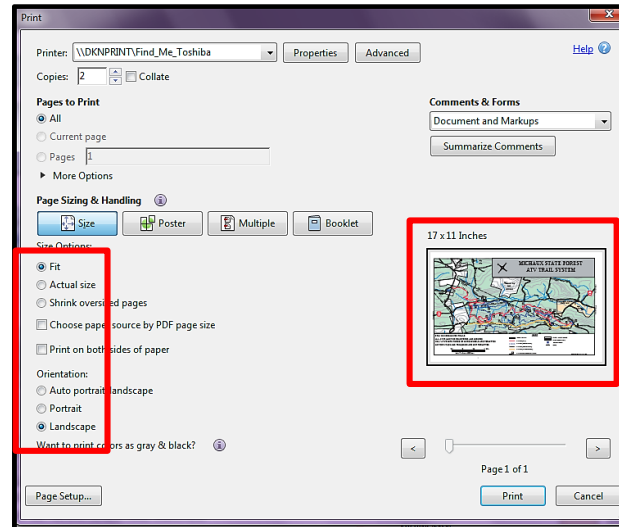 Print
Printer: \\DKNPRINT\Find_Me_Toshiba Properties Advanced Help
Copies: 2 Collate
Pages to Print
All
Current page
Pages 1
More Options
Comments & Forms
Document and Markups
Summarize Comments
Page Sizing & Handling
Size Poster Multiple Booklet
Size Options:
Fit
Actual size
Shrink oversized pages
Choose paper source by PDF page size
Print on both sides of paper
Orientation:
Auto portrait/landscape
Portrait
Landscape
Want to print colors as gray & black?
17 x 11 Inches
MICHAUX STATE FOREST
ATV TRAIL SYSTEM
< >
Page 1 of 1
Page Setup... Print Cancel